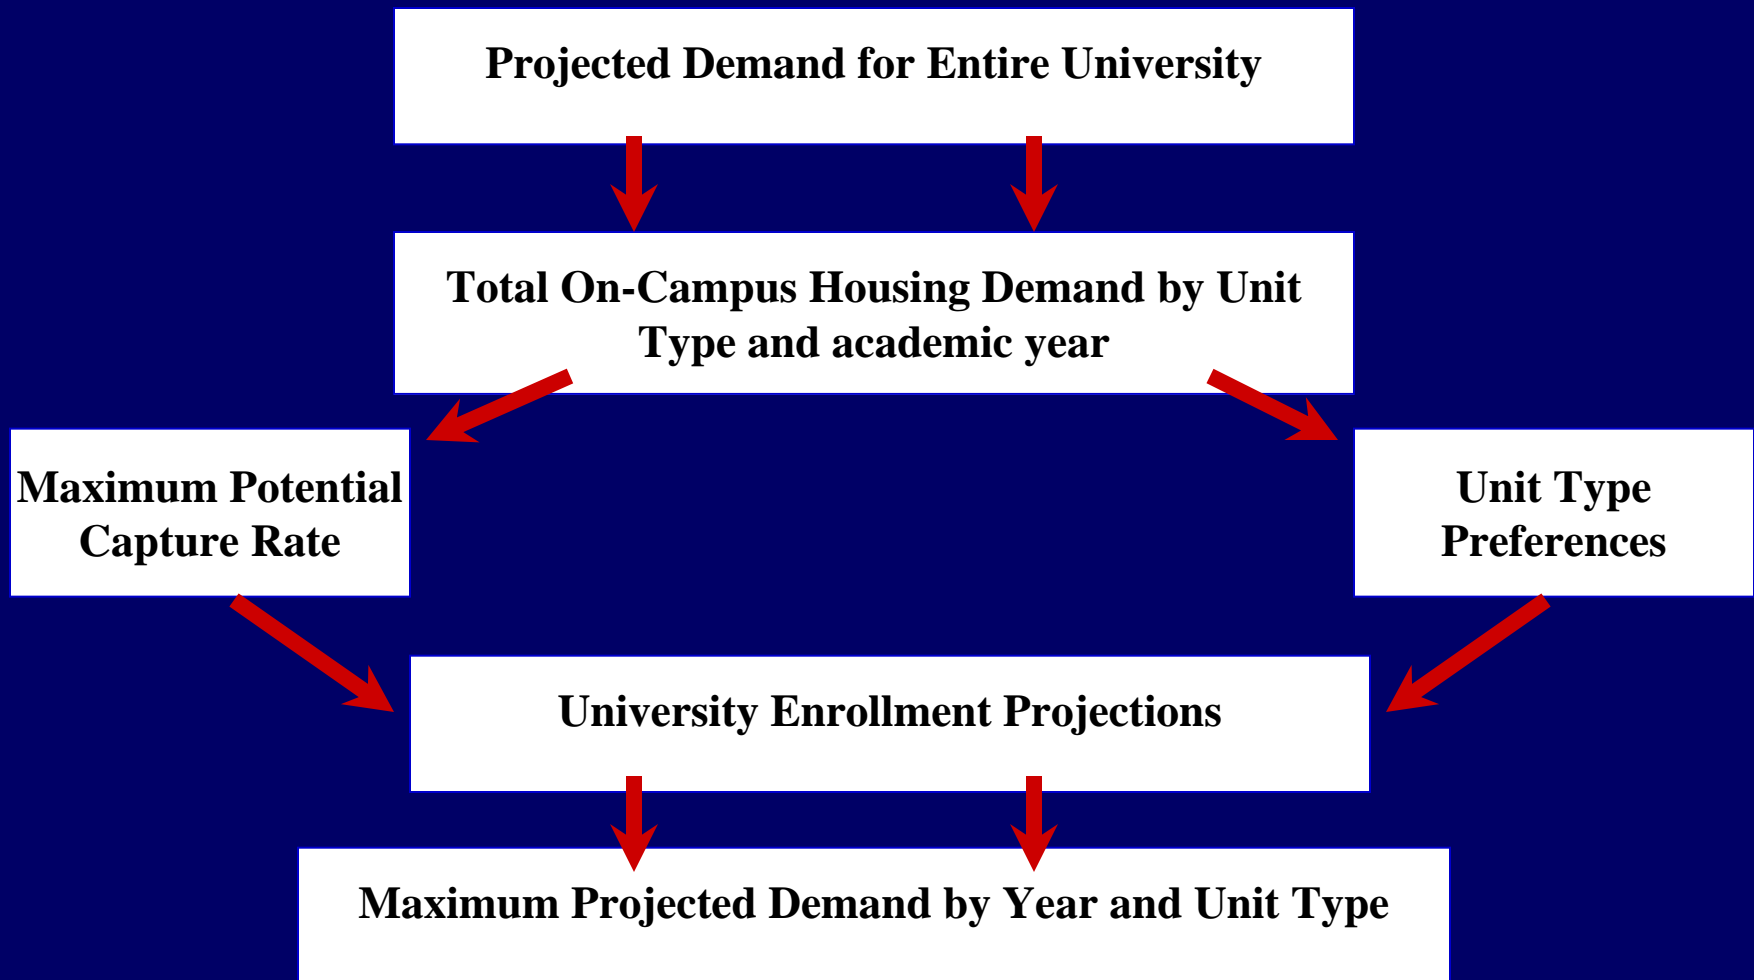 Projected Demand for Entire University
Total On-Campus Housing Demand by Unit
Type and academic year
Maximum Potential
Capture Rate
Unit Type
Preferences
University Enrollment Projections
Maximum Projected Demand by Year and Unit Type